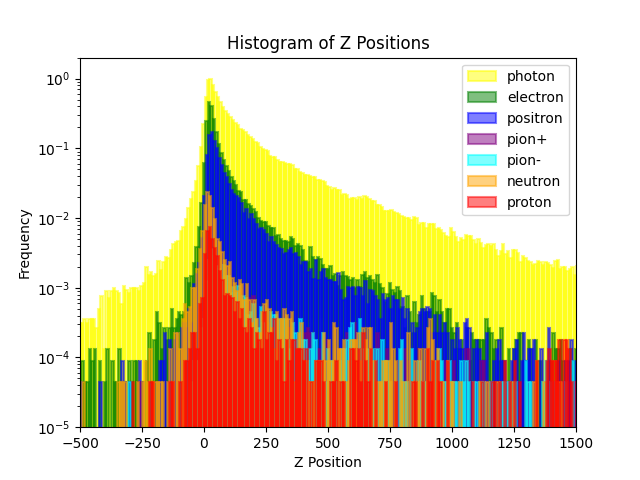 Histogram of Z Positions
photon
electron
positron
pion+
pion-
neutron
proton
Frequency
10⁰
10⁻¹
10⁻²
10⁻³
10⁻⁴
10⁻⁵
−500
−250
0
250
500
750
1000
1250
1500
Z Position